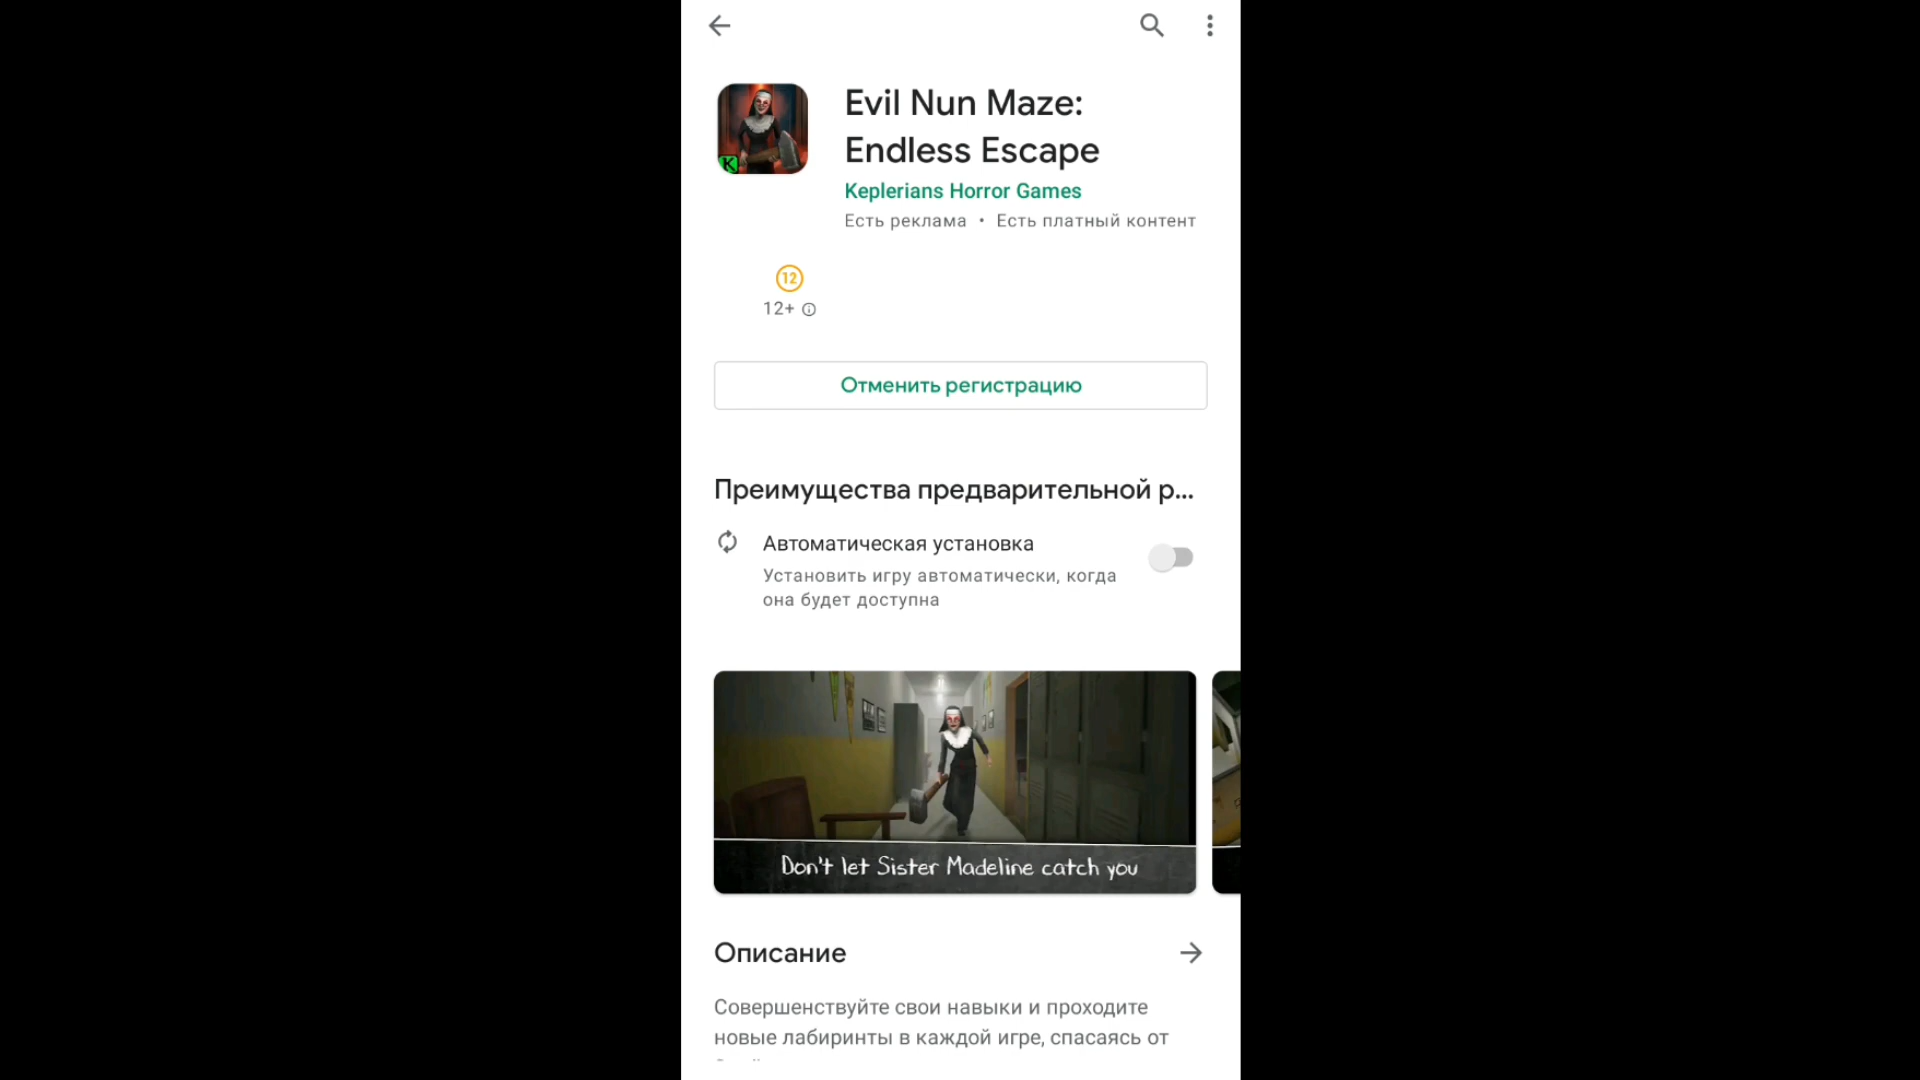 Evil Nun Maze:
Endless Escape
Keplerians Horror Games
Есть реклама • Есть платный контент
K
12
12+
Отменить регистрацию
Преимущества предварительной р...
Автоматическая установка
Установить игру автоматически, когда
она будет доступна
Don't let Sister Madeline catch you
Описание
Совершенствуйте свои навыки и проходите
новые лабиринты в каждой игре, спасаясь от